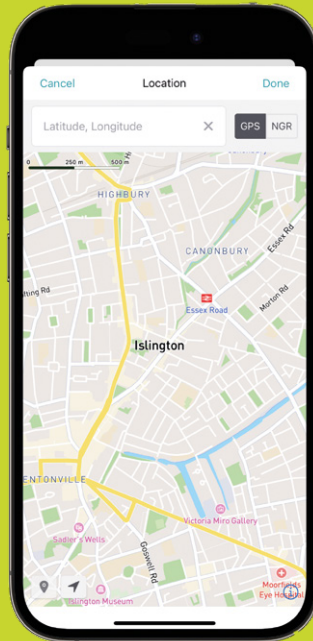 Cancel Location Done
Latitude, Longitude GPS NGR
0 250 m 500 m
HIGHBURY
CANONBURY
Essex Rd
Essex Road
Morton Rd
Islington
ENTONVILLE
Victoria Miro Gallery
Sadler's Wells
Goswell Rd
Moorfields
Eye Hospital
Islington Museum